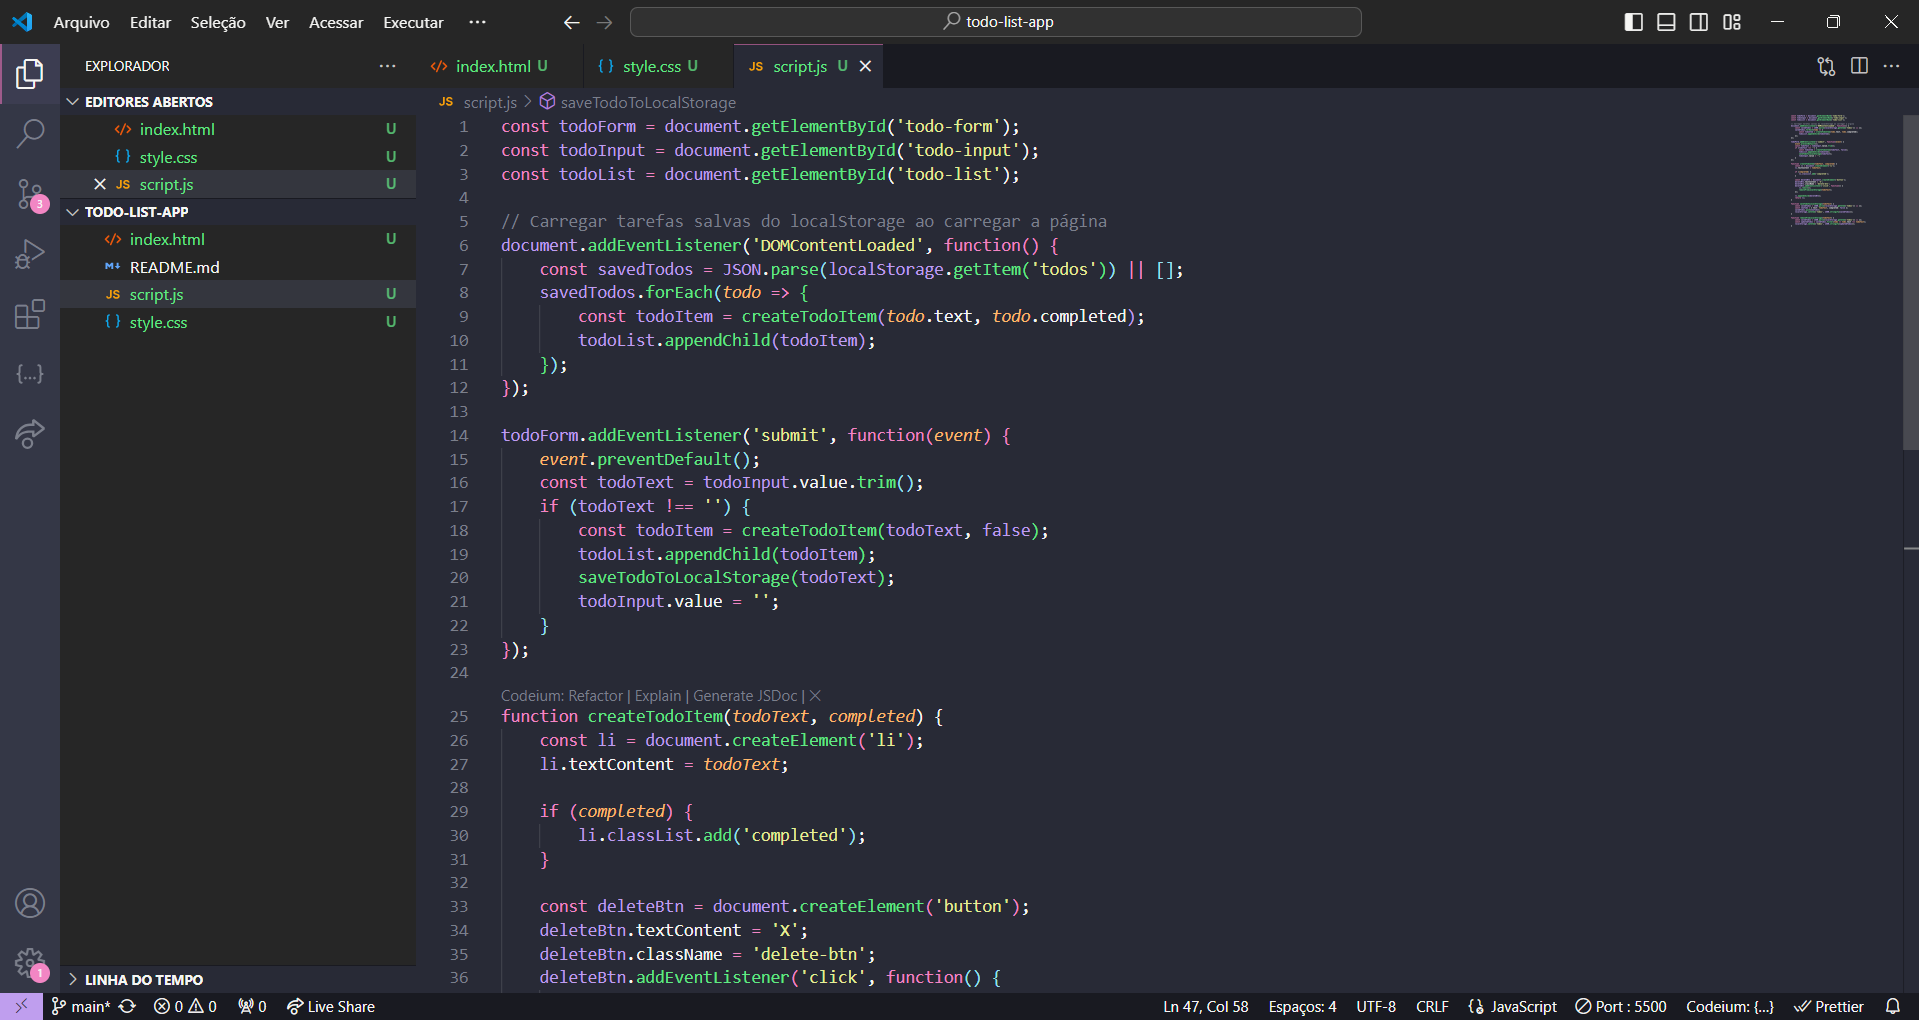 Arquivo Editar Seleção Ver Acessar Executar ··· todo-list-app
EXPLORADOR ···
EDITORES ABERTOS
index.html U
style.css U
JS script.js U
3
TODO-LIST-APP
index.html U
README.md
JS script.js U
style.css U
LINHA DO TEMPO
1
index.html U style.css U JS script.js U
JS script.js > saveTodoToLocalStorage
1 const todoForm = document.getElementById('todo-form');
2 const todoInput = document.getElementById('todo-input');
3 const todoList = document.getElementById('todo-list');
4
5 // Carregar tarefas salvas do localStorage ao carregar a página
6 document.addEventListener('DOMContentLoaded', function() {
7 const savedTodos = JSON.parse(localStorage.getItem('todos')) || [];
8 savedTodos.forEach(todo => {
9 const todoItem = createTodoItem(todo.text, todo.completed);
10 todoList.appendChild(todoItem);
11 });
12 });
13
14 todoForm.addEventListener('submit', function(event) {
15 event.preventDefault();
16 const todoText = todoInput.value.trim();
17 if (todoText !== '') {
18 const todoItem = createTodoItem(todoText, false);
19 todoList.appendChild(todoItem);
20 saveTodoToLocalStorage(todoText);
21 todoInput.value = '';
22 }
23 });
24
Codeium: Refactor | Explain | Generate JSDoc | X
25 function createTodoItem(todoText, completed) {
26 const li = document.createElement('li');
27 li.textContent = todoText;
28
29 if (completed) {
30 li.classList.add('completed');
31 }
32
33 const deleteBtn = document.createElement('button');
34 deleteBtn.textContent = 'X';
35 deleteBtn.className = 'delete-btn';
36 deleteBtn.addEventListener('click', function() {
main* 0 0 0 Live Share Ln 47, Col 58 Espaços: 4 UTF-8 CRLF JavaScript Port : 5500 Codeium: {...} Prettier